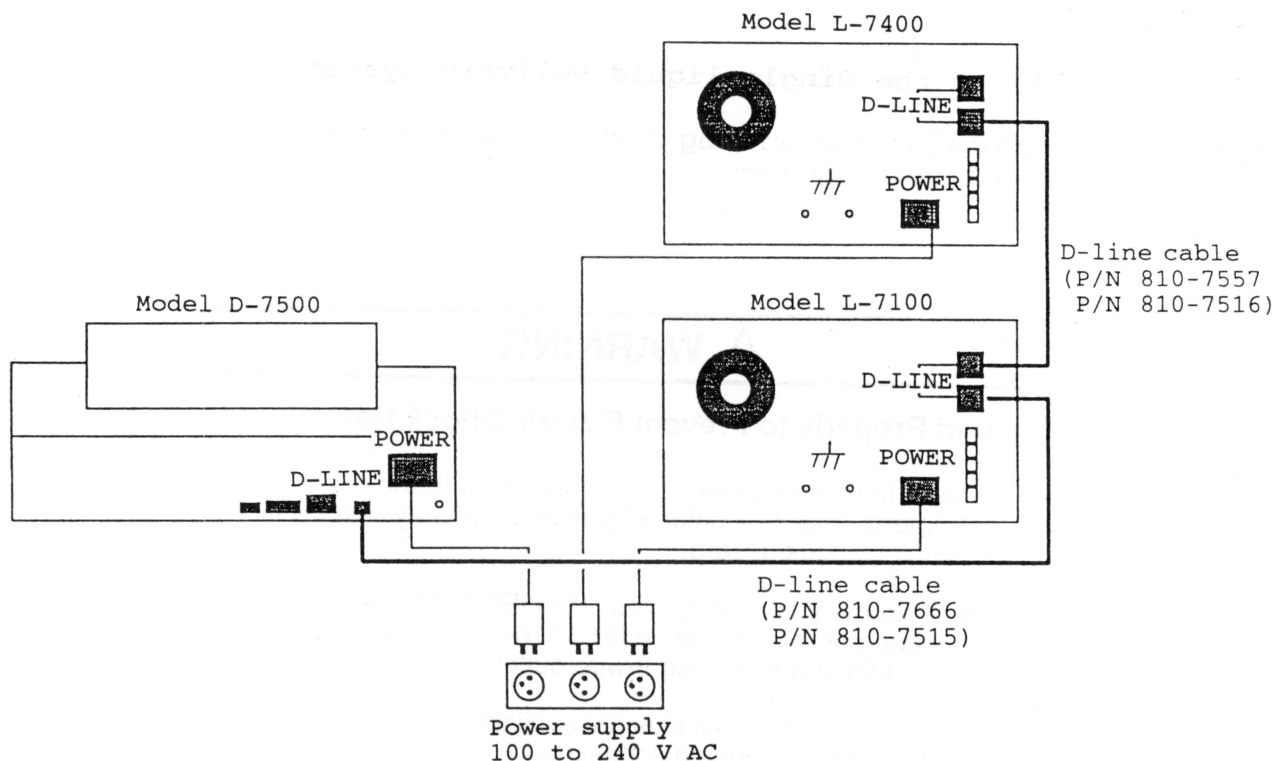 Model L-7400
D-LINE
POWER
D-line cable
(P/N 810-7557
P/N 810-7516)
Model D-7500
Model L-7100
D-LINE
POWER
POWER
D-LINE
D-line cable
(P/N 810-7666
P/N 810-7515)
Power supply
100 to 240 V AC